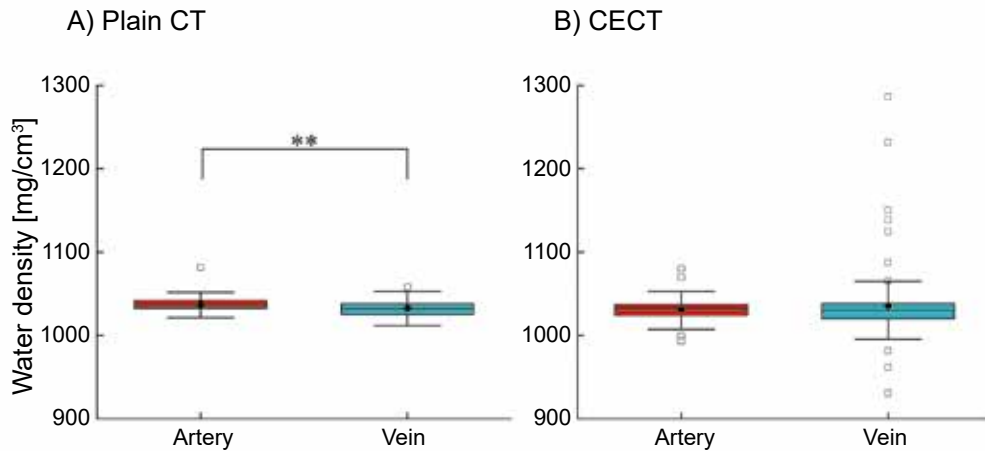 A) Plain CT
B) CECT
Water density [mg/cm³]
1300
1200
1100
1000
900
**
Artery
Vein
1300
1200
1100
1000
900
Artery
Vein